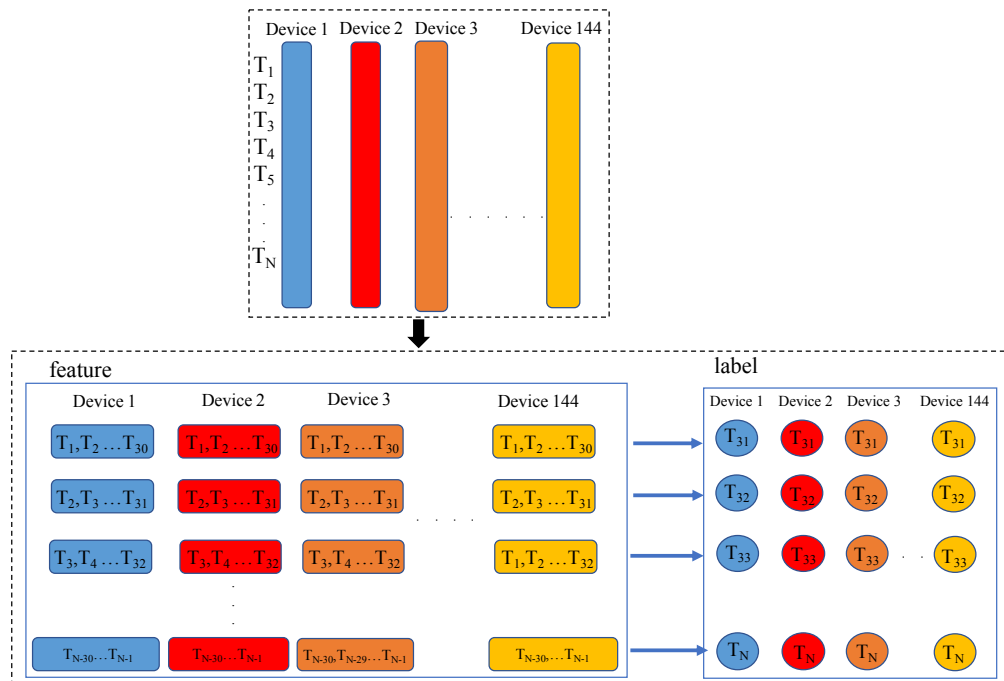 Device 1 Device 2 Device 3 Device 144
T1
T2
T3
T4
T5
.
.
.
TN
. . . . . .
feature label
Device 1 Device 2 Device 3 Device 144 Device 1 Device 2 Device 3 Device 144
T1, T2 ...T30 T1, T2 ...T30 T1, T2 ...T30 T1, T2 ...T30 T31 T31 T31 T31
T2, T3 ...T31 T2, T3 ...T31 T2, T3 ...T31 T2, T3 ...T31 T32 T32 T32 T32
. . . .
T3, T4 ...T32 T3, T4 ...T32 T3, T4 ...T32 T1, T2 ...T32 T33 T33 T33 . . . T33
.
.
.
TN-30...TN-1 TN-30...TN-1 TN-30, TN-29...TN-1 TN-30,...TN-1 TN TN TN TN